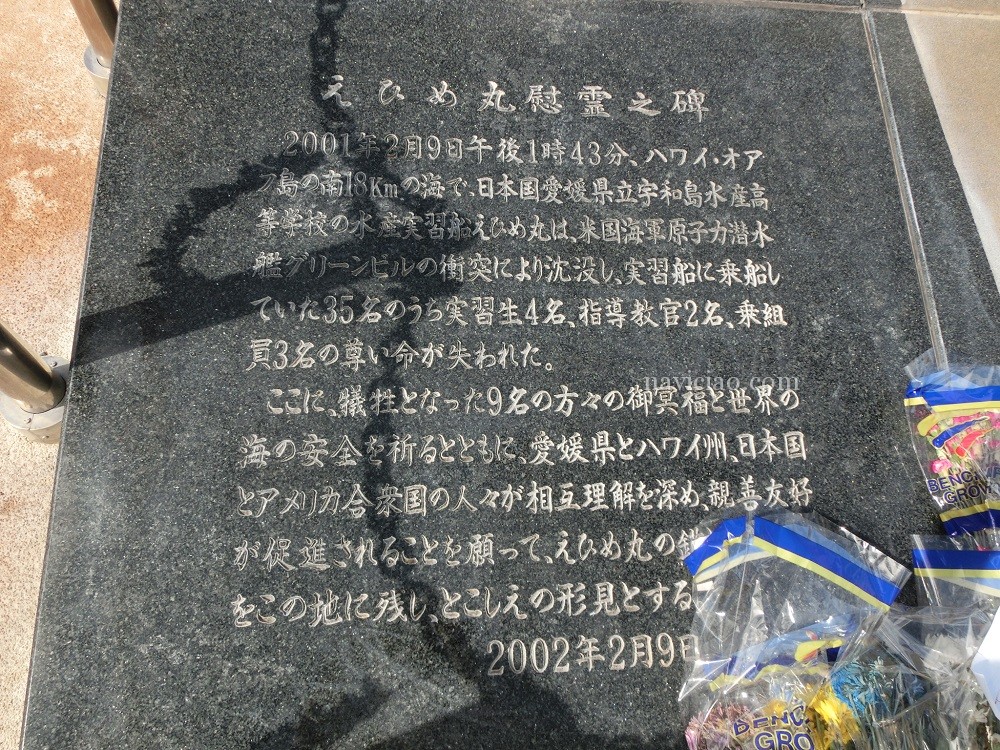 えひめ丸慰霊之碑
2001年2月9日午後1時43分、ハワイ・オア
フ島の南18Kmの海で、日本国愛媛県立宇和島水産高
等学校の水産実習船えひめ丸は、米国海軍原子力潜水
艦グリーンビルの衝突により沈没し、実習船に乗船し
ていた35名のうち実習生4名、指導教官2名、乗組
員3名の尊い命が失われた。
naviciao.com
ここに、犠牲となった9名の方々の御冥福と世界の
海の安全を祈るとともに、愛媛県とハワイ州、日本国
とアメリカ合衆国の人々が相互理解を深め、親善友好
が促進されることを願って、えひめ丸の
をこの地に残し、とこしえの形見とする
2002年2月9日
BENC
GRO
BENC
GRO